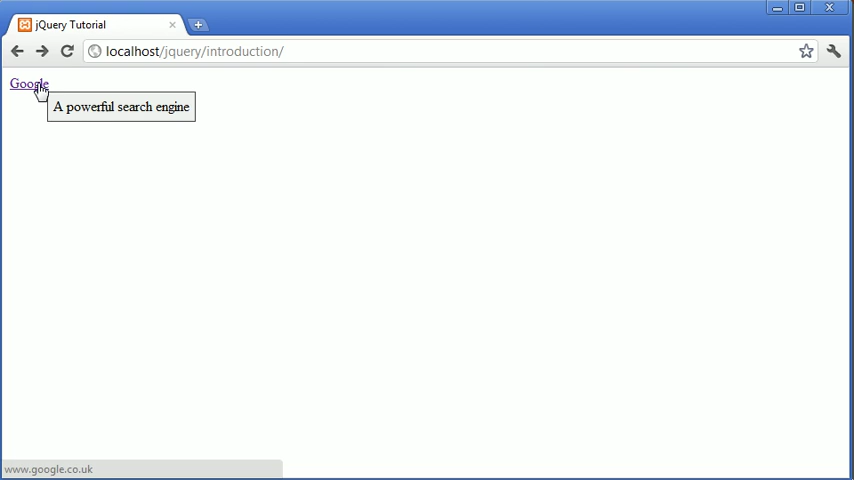 jQuery Tutorial
localhost/jquery/introduction/
Google
A powerful search engine
www.google.co.uk